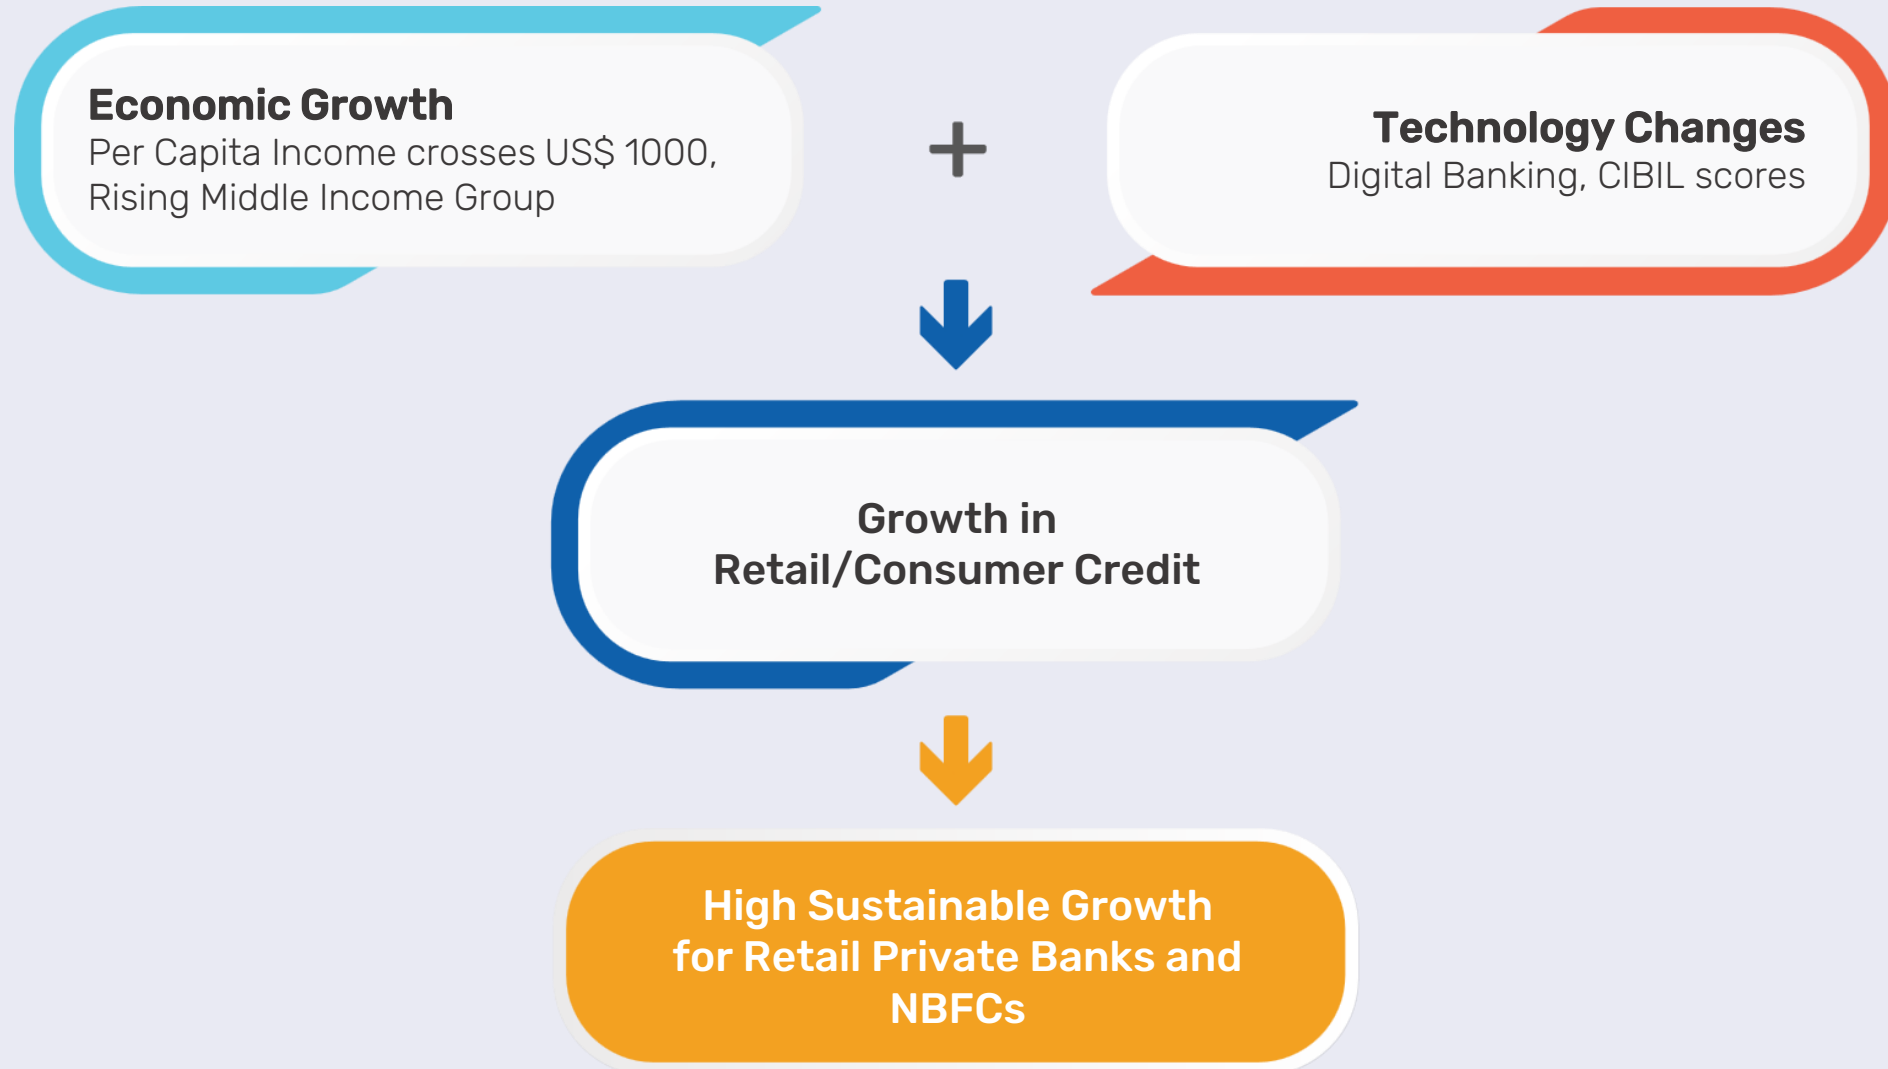 Economic Growth
Per Capita Income crosses US$ 1000,
Rising Middle Income Group
+
Technology Changes
Digital Banking, CIBIL scores
Growth in
Retail/Consumer Credit
High Sustainable Growth
for Retail Private Banks and
NBFCs